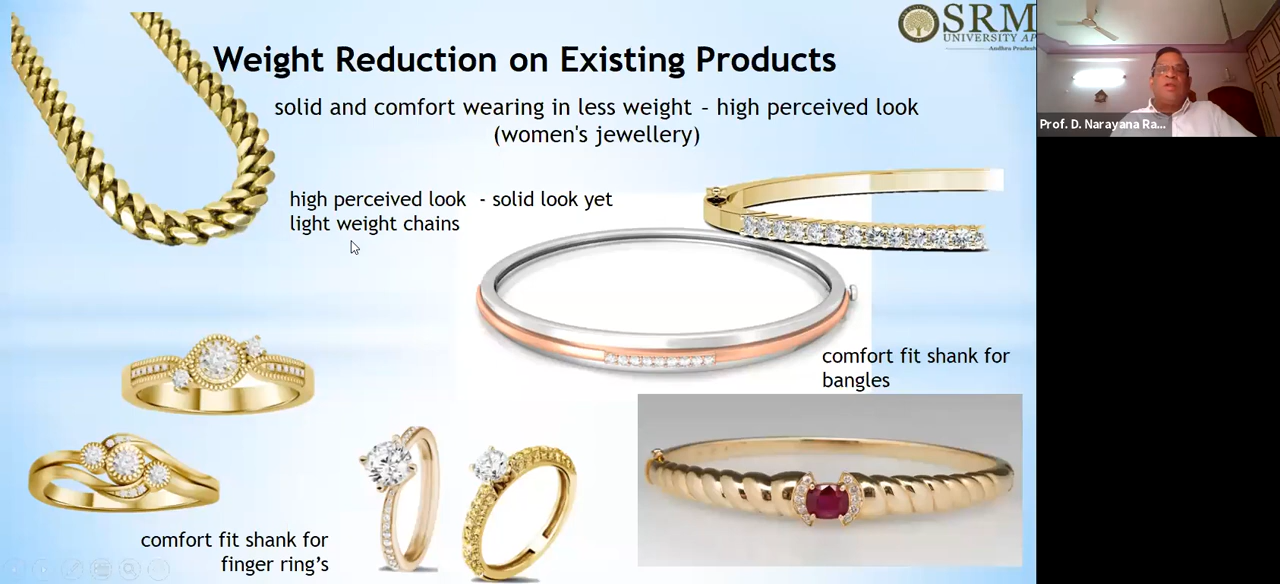 SRM
UNIVERSITY AP
Andhra Pradesh
Weight Reduction on Existing Products
solid and comfort wearing in less weight – high perceived look
(women's jewellery)
Prof. D. Narayana Ra...
high perceived look - solid look yet
light weight chains
comfort fit shank for
bangles
comfort fit shank for
finger ring’s